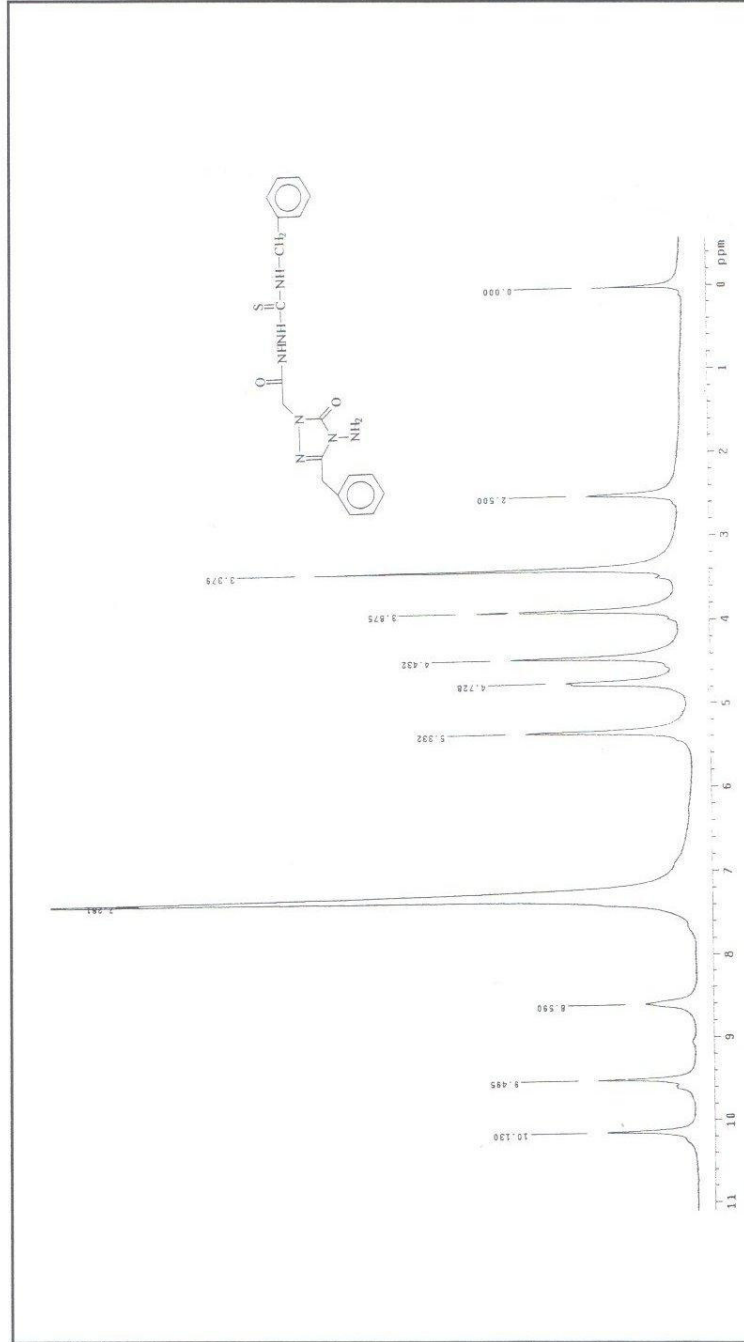 O
S
NHNH—C—NH—CH₂
N
N
O
N
NH₂
10.130
9.495
8.590
7.281
5.332
4.728
4.432
3.875
3.379
2.500
0.000
11 10 9 8 7 6 5 4 3 2 1 0 ppm